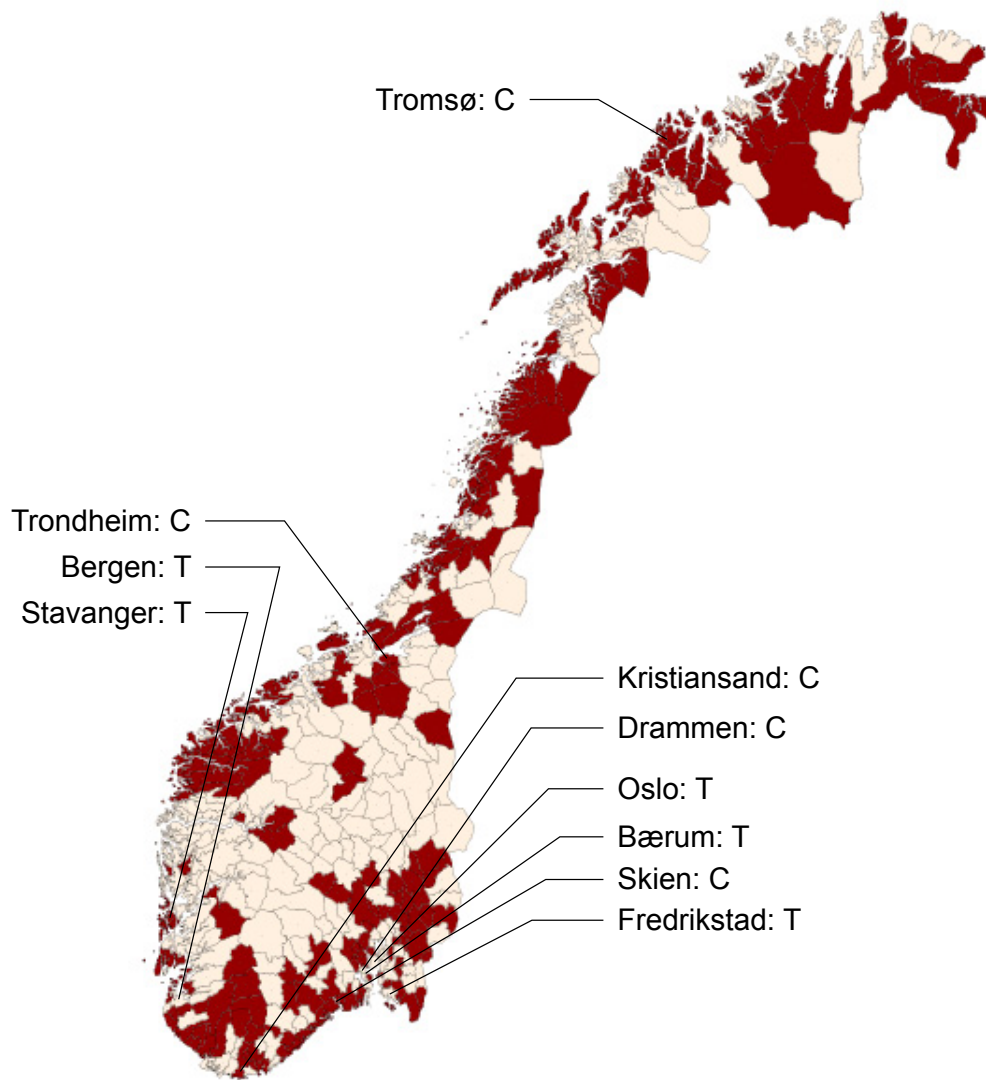 Tromsø: C
Trondheim: C
Bergen: T
Stavanger: T
Kristiansand: C
Drammen: C
Oslo: T
Bærum: T
Skien: C
Fredrikstad: T